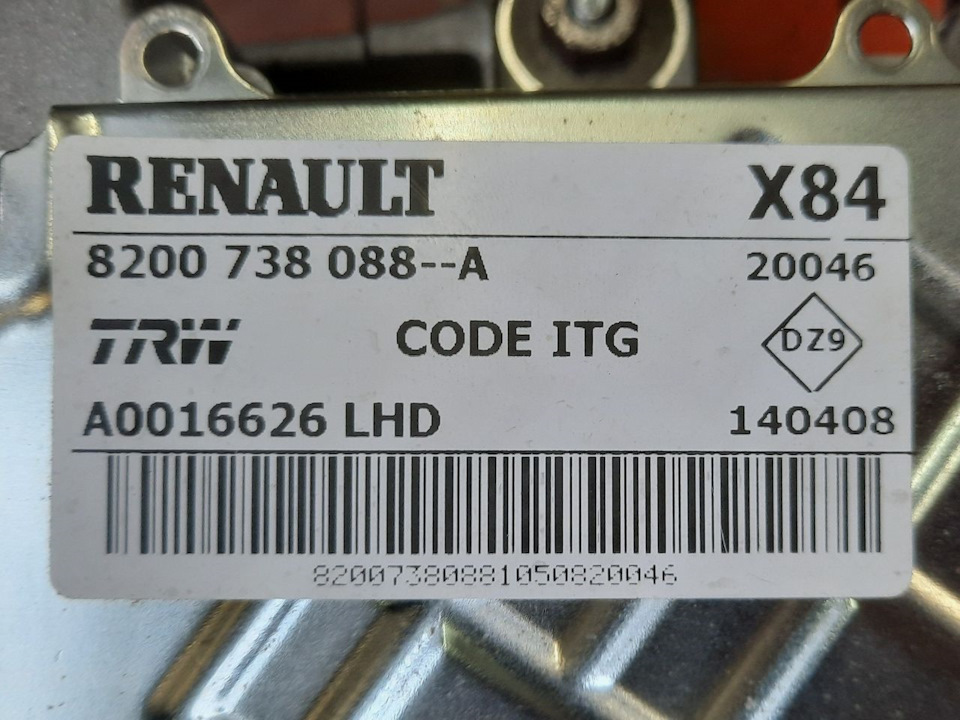 RENAULT X84
8200 738 088--A 20046
TRW CODE ITG DZ9
A0016626 LHD 140408
82007380881050820046